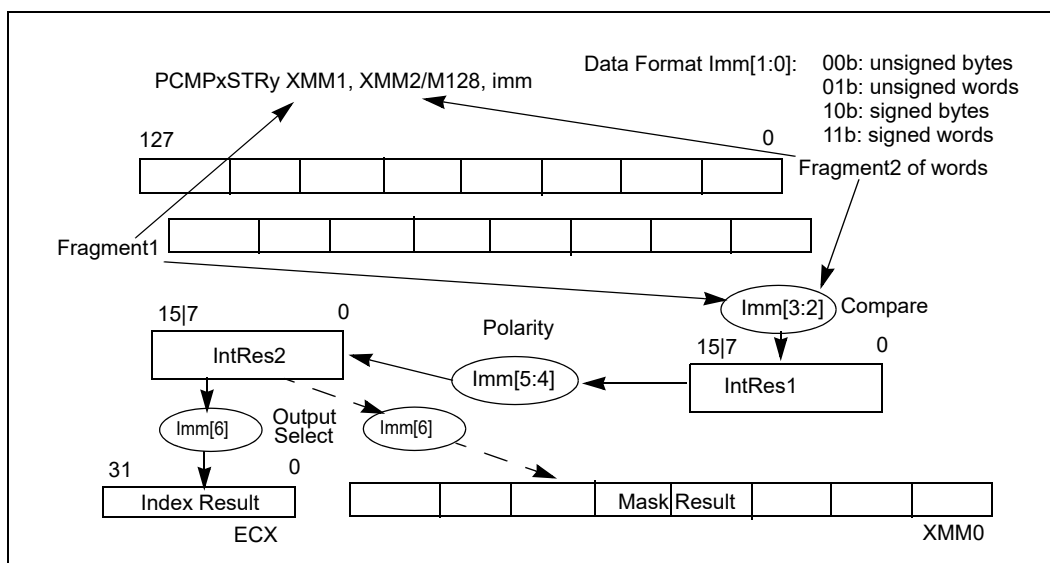 Data Format Imm[1:0]: 00b: unsigned bytes
PCMPxSTRy XMM1, XMM2/M128, imm
01b: unsigned words
10b: signed bytes
11b: signed words
127 0
Fragment2 of words
Fragment1
Imm[3:2] Compare
15|7 0
Polarity
15|7 0
IntRes2
Imm[5:4]
IntRes1
Imm[6]
Output
Select
Imm[6]
31 0
Index Result
Mask Result
ECX
XMM0